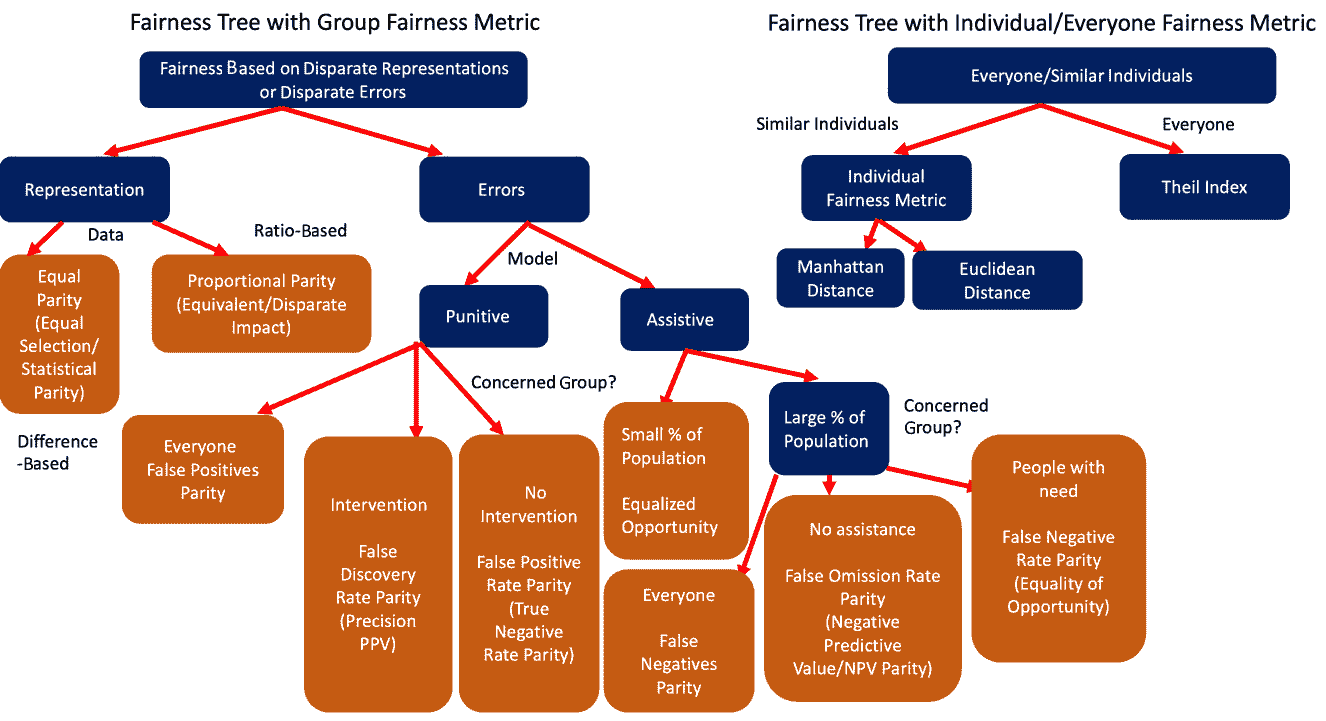 Fairness Tree with Group Fairness Metric
Fairness Based on Disparate Representations
or Disparate Errors
Representation
Errors
Data
Ratio-Based
Equal
Parity
(Equal
Selection/
Statistical
Parity)
Proportional Parity
(Equivalent/Disparate
Impact)
Difference
-Based
Model
Punitive
Assistive
Concerned Group?
Everyone
False Positives
Parity
Intervention
False
Discovery
Rate Parity
(Precision
PPV)
No
Intervention
False Positive
Rate Parity
(True
Negative
Rate Parity)
Small % of
Population
Equalized
Opportunity
Large % of
Population
Concerned
Group?
Everyone
False
Negatives
Parity
No assistance
False Omission Rate
Parity
(Negative
Predictive
Value/NPV Parity)
People with
need
False Negative
Rate Parity
(Equality of
Opportunity)
Fairness Tree with Individual/Everyone Fairness Metric
Everyone/Similar Individuals
Similar Individuals
Everyone
Individual
Fairness Metric
Theil Index
Manhattan
Distance
Euclidean
Distance